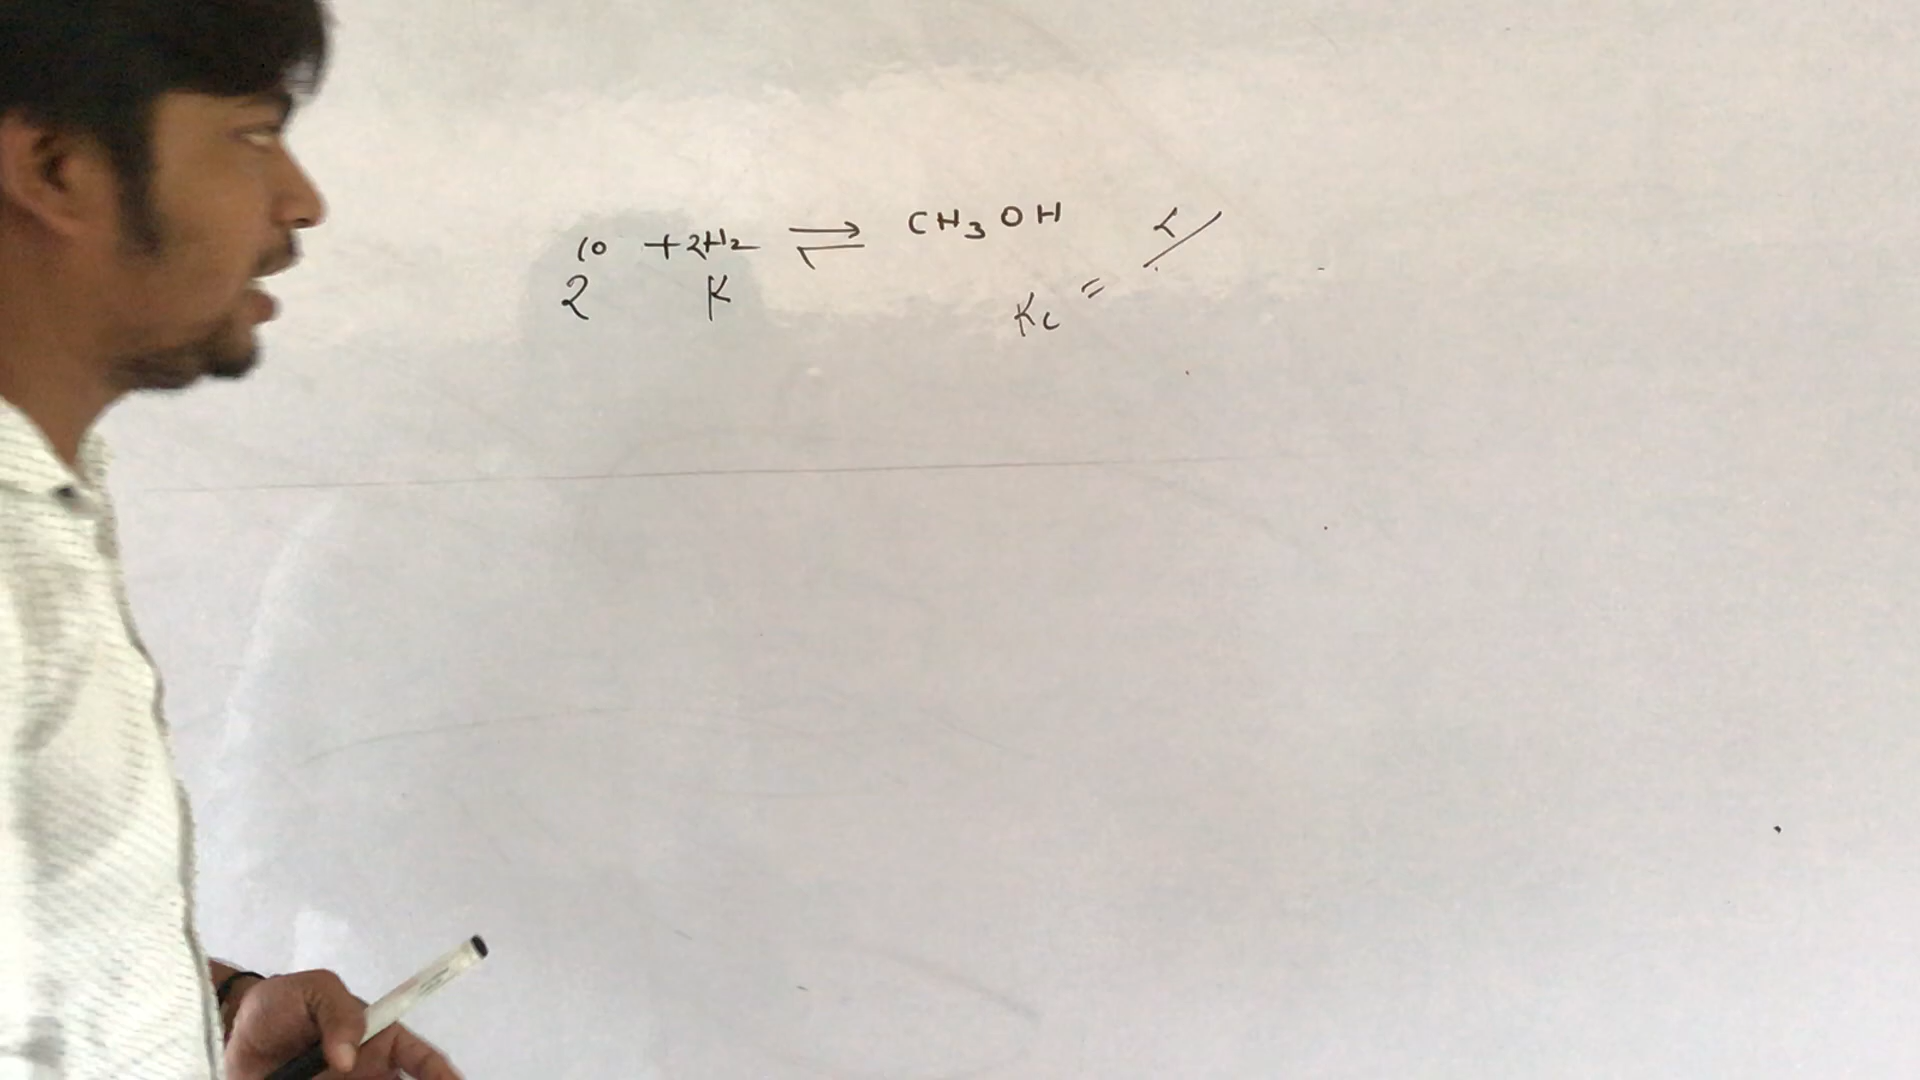 CO + 2H₂ ⇌ CH₃OH
2 K
Kc =